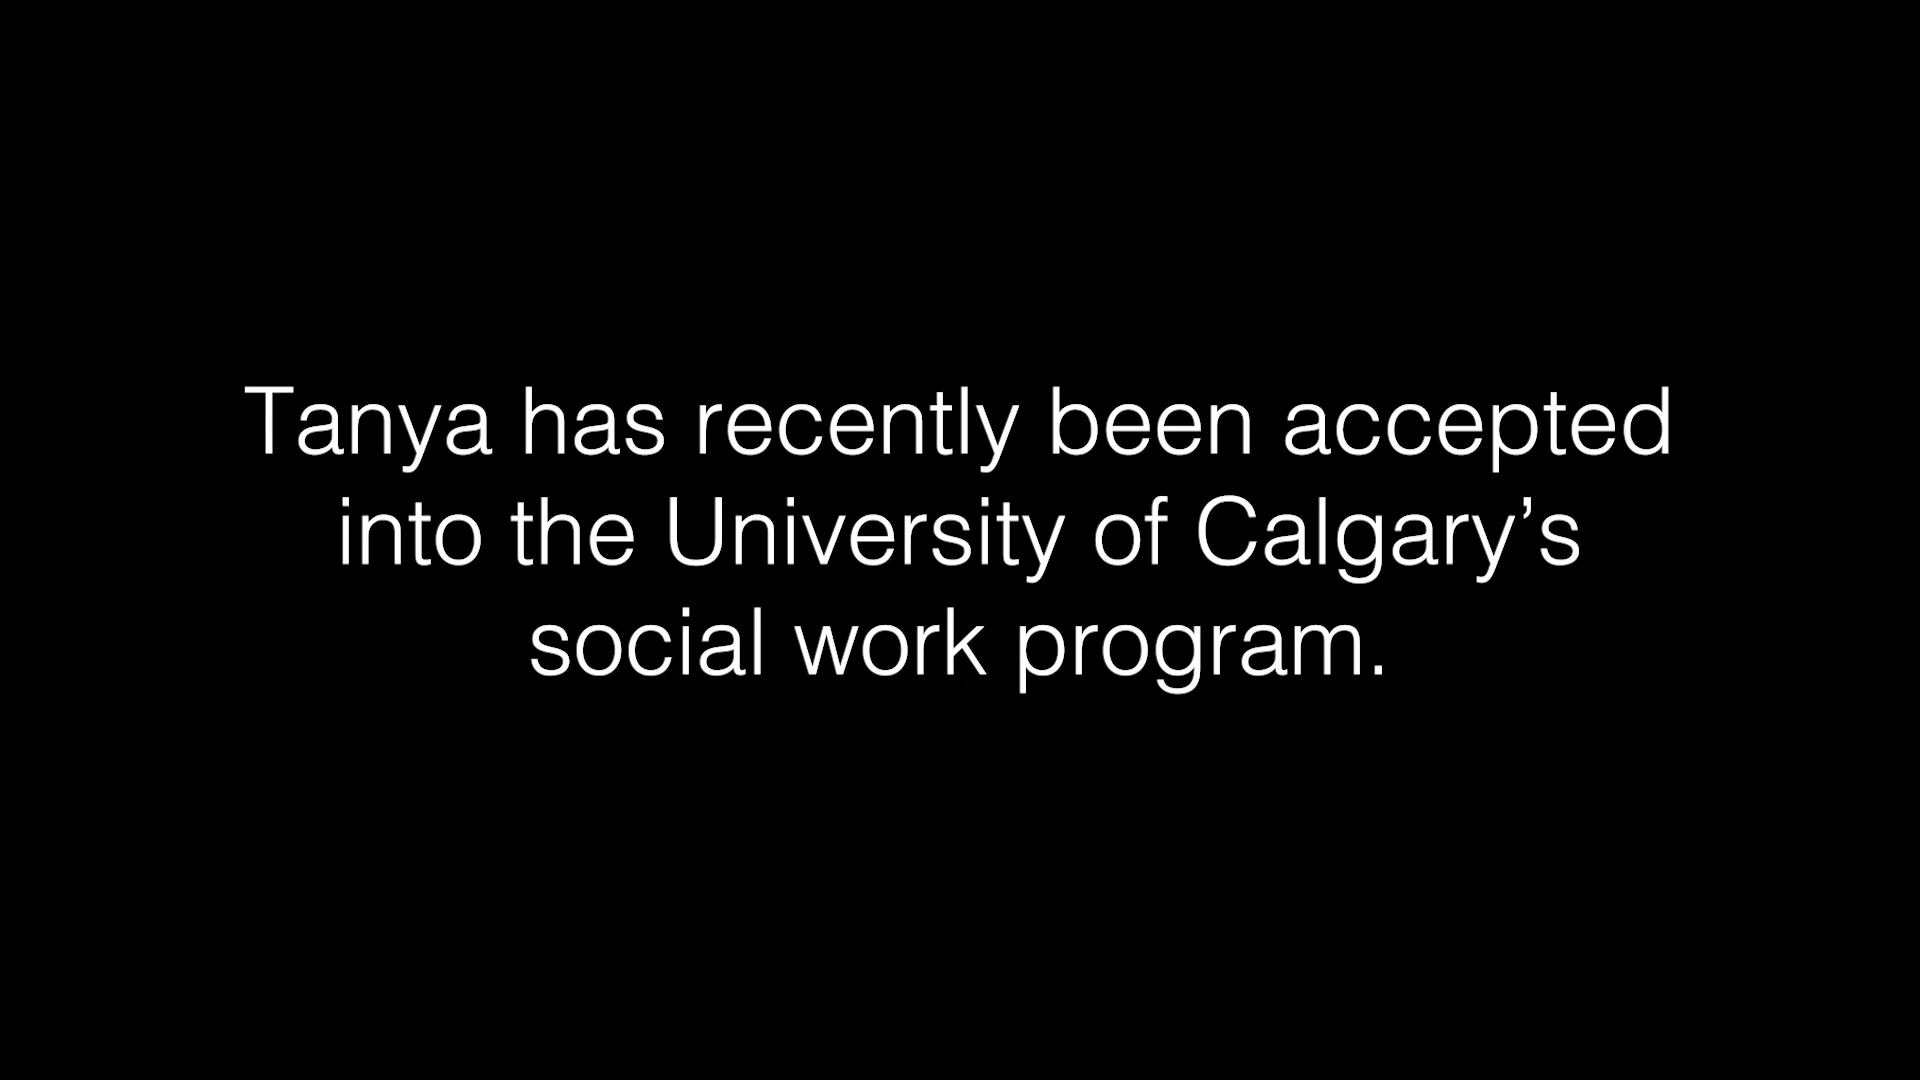 Tanya has recently been accepted
into the University of Calgary’s
social work program.